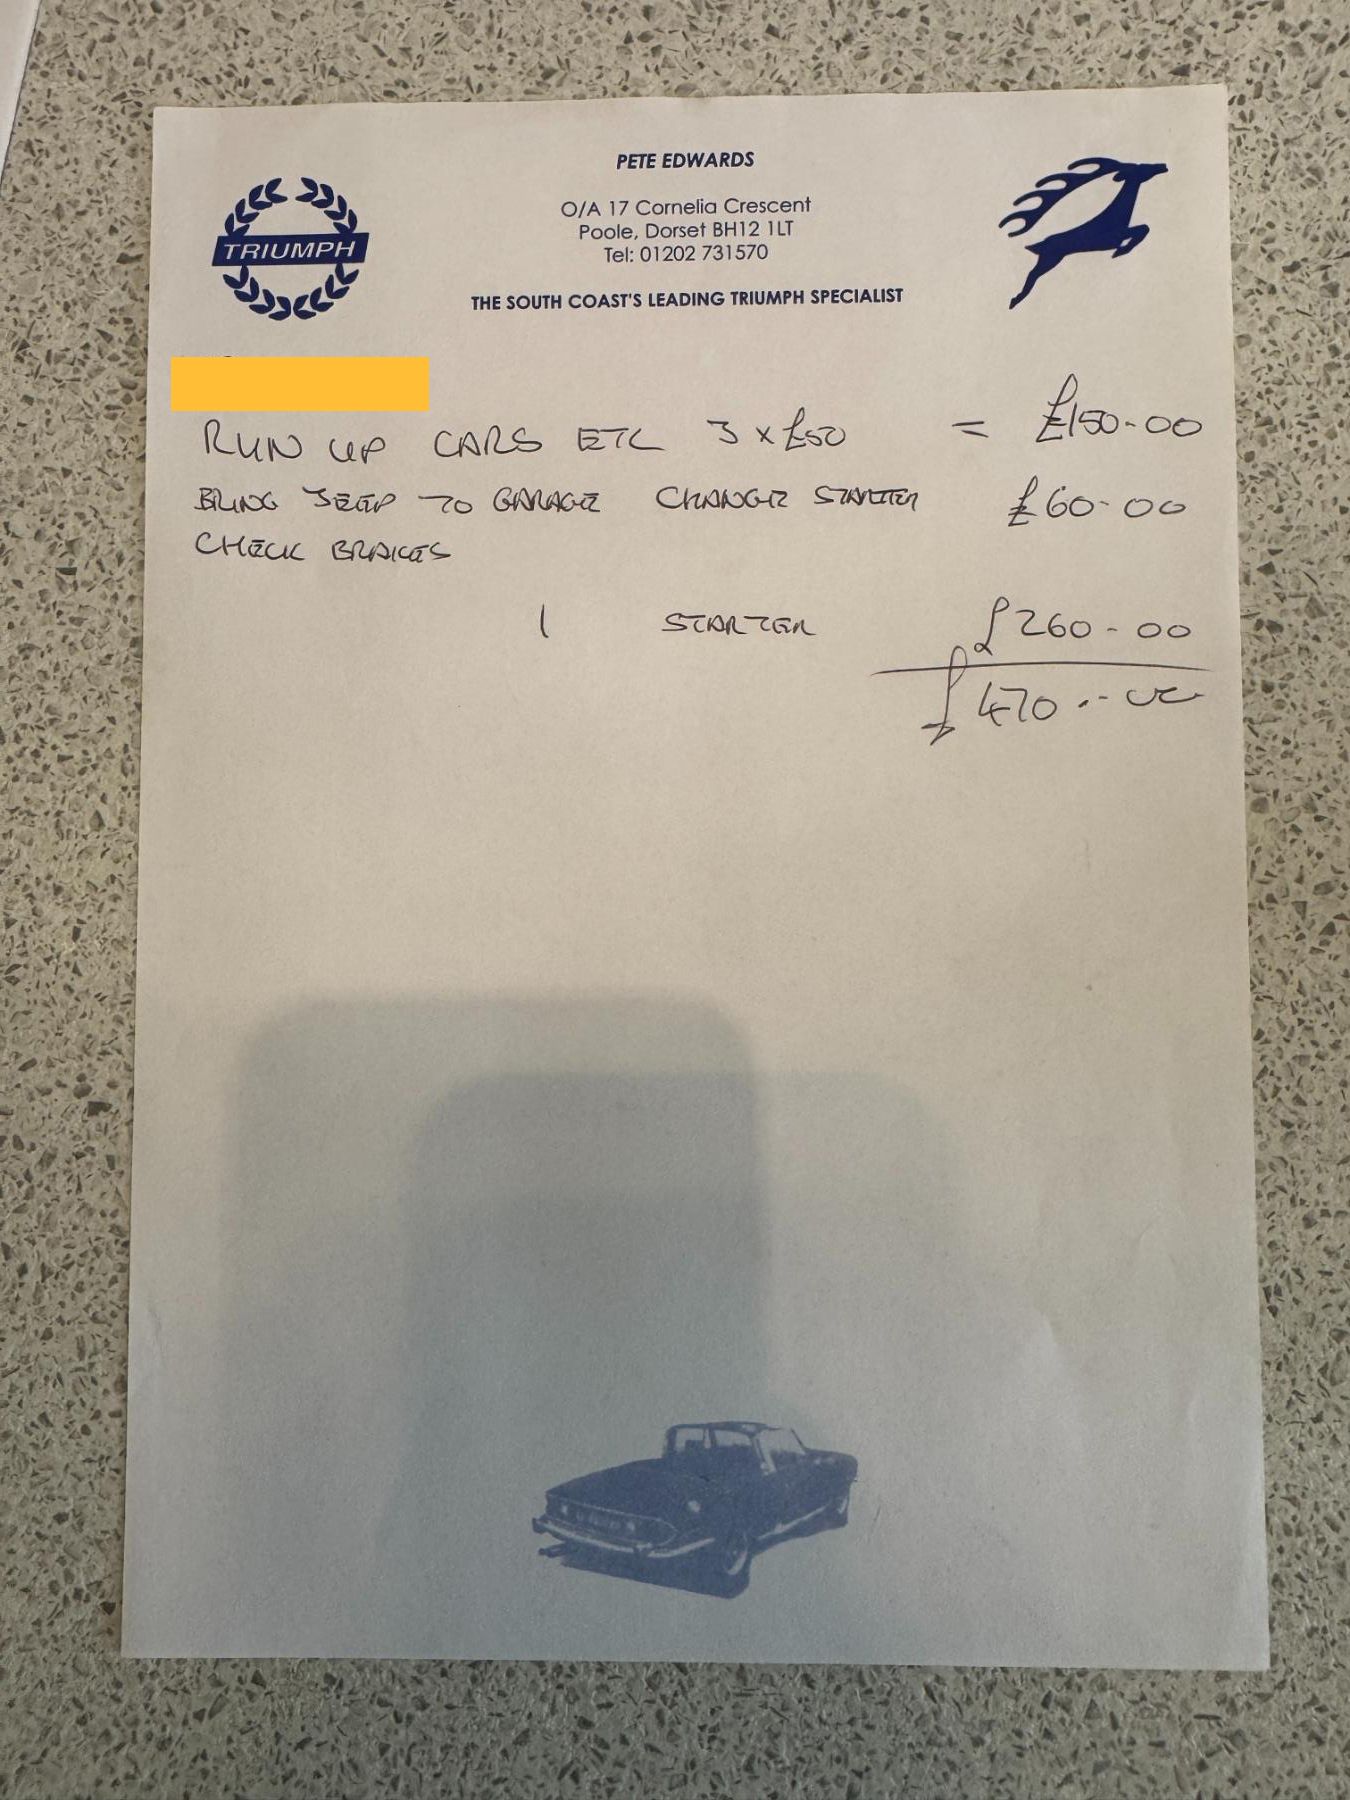 PETE EDWARDS
O/A 17 Cornelia Crescent
Poole, Dorset BH12 1LT
Tel: 01202 731570
TRIUMPH
THE SOUTH COAST'S LEADING TRIUMPH SPECIALIST
RUN UP CARS ETC 3 x £50 = £150-00
BRING JEEP TO GARAGE CHANGE STARTER £60-00
CHECK BRAKES
1 STARTER £260-00
£470.-00